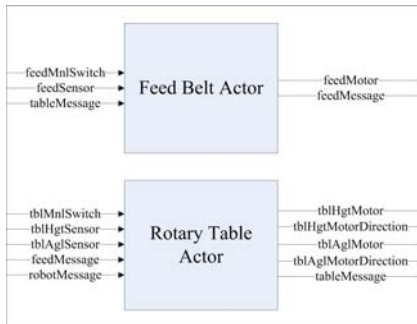 feedMnlSwitch
feedSensor
tableMessage
Feed Belt Actor
feedMotor
feedMessage
tblMnlSwitch
tblHgtSensor
tblAglSensor
feedMessage
robotMessage
Rotary Table
Actor
tblHgtMotor
tblHgtMotorDirection
tblAglMotor
tblAglMotorDirection
tableMessage